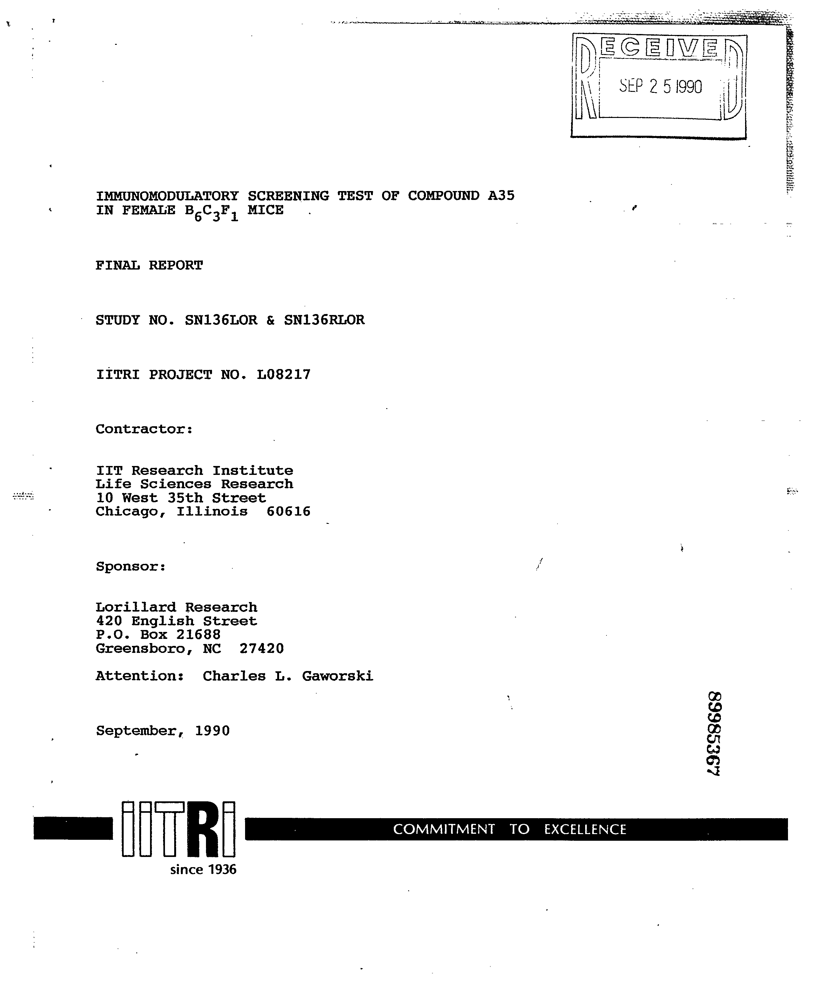 RECEIVED
SEP 25 1990
IMMUNOMODULATORY SCREENING TEST OF COMPOUND A35
IN FEMALE B6C3F1 MICE
FINAL REPORT
STUDY NO. SN136LOR & SN136RLOR
IITRI PROJECT NO. L08217
Contractor:
IIT Research Institute
Life Sciences Research
10 West 35th Street
Chicago, Illinois 60616
Sponsor:
Lorillard Research
420 English Street
P.O. Box 21688
Greensboro, NC 27420
Attention: Charles L. Gaworski
September, 1990
89985367
IITRI
COMMITMENT TO EXCELLENCE
since 1936